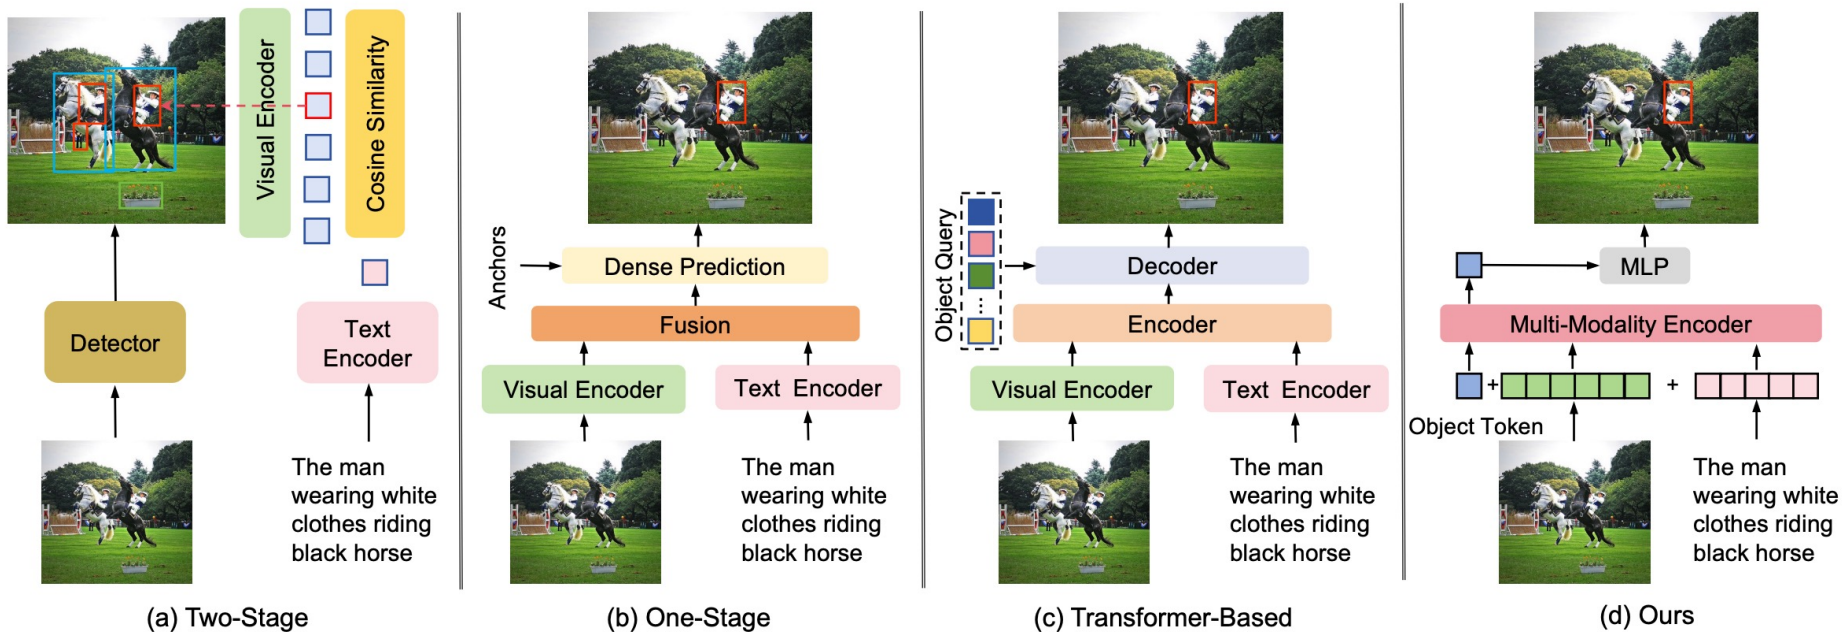 Visual Encoder
Cosine Similarity
Detector
Text
Encoder
The man
wearing white
clothes riding
black horse
(a) Two-Stage
Anchors
Dense Prediction
Fusion
Visual Encoder
Text Encoder
The man
wearing white
clothes riding
black horse
(b) One-Stage
Object Query
Decoder
Encoder
Visual Encoder
Text Encoder
The man
wearing white
clothes riding
black horse
(c) Transformer-Based
MLP
Multi-Modality Encoder
+
+
Object Token
The man
wearing white
clothes riding
black horse
(d) Ours